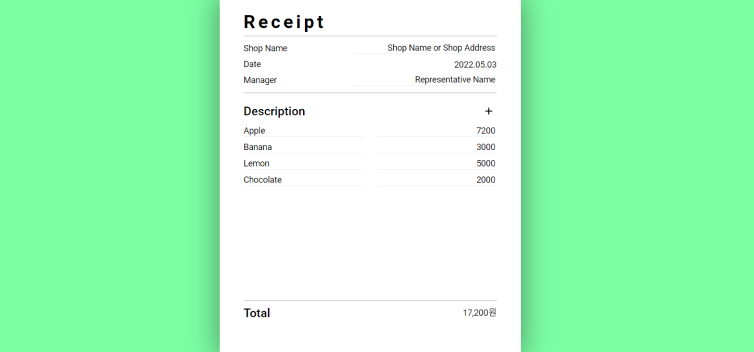 Receipt
Shop Name Shop Name or Shop Address
Date 2022.05.03
Manager Representative Name
Description +
Apple 7200
Banana 3000
Lemon 5000
Chocolate 2000
Total 17,200원